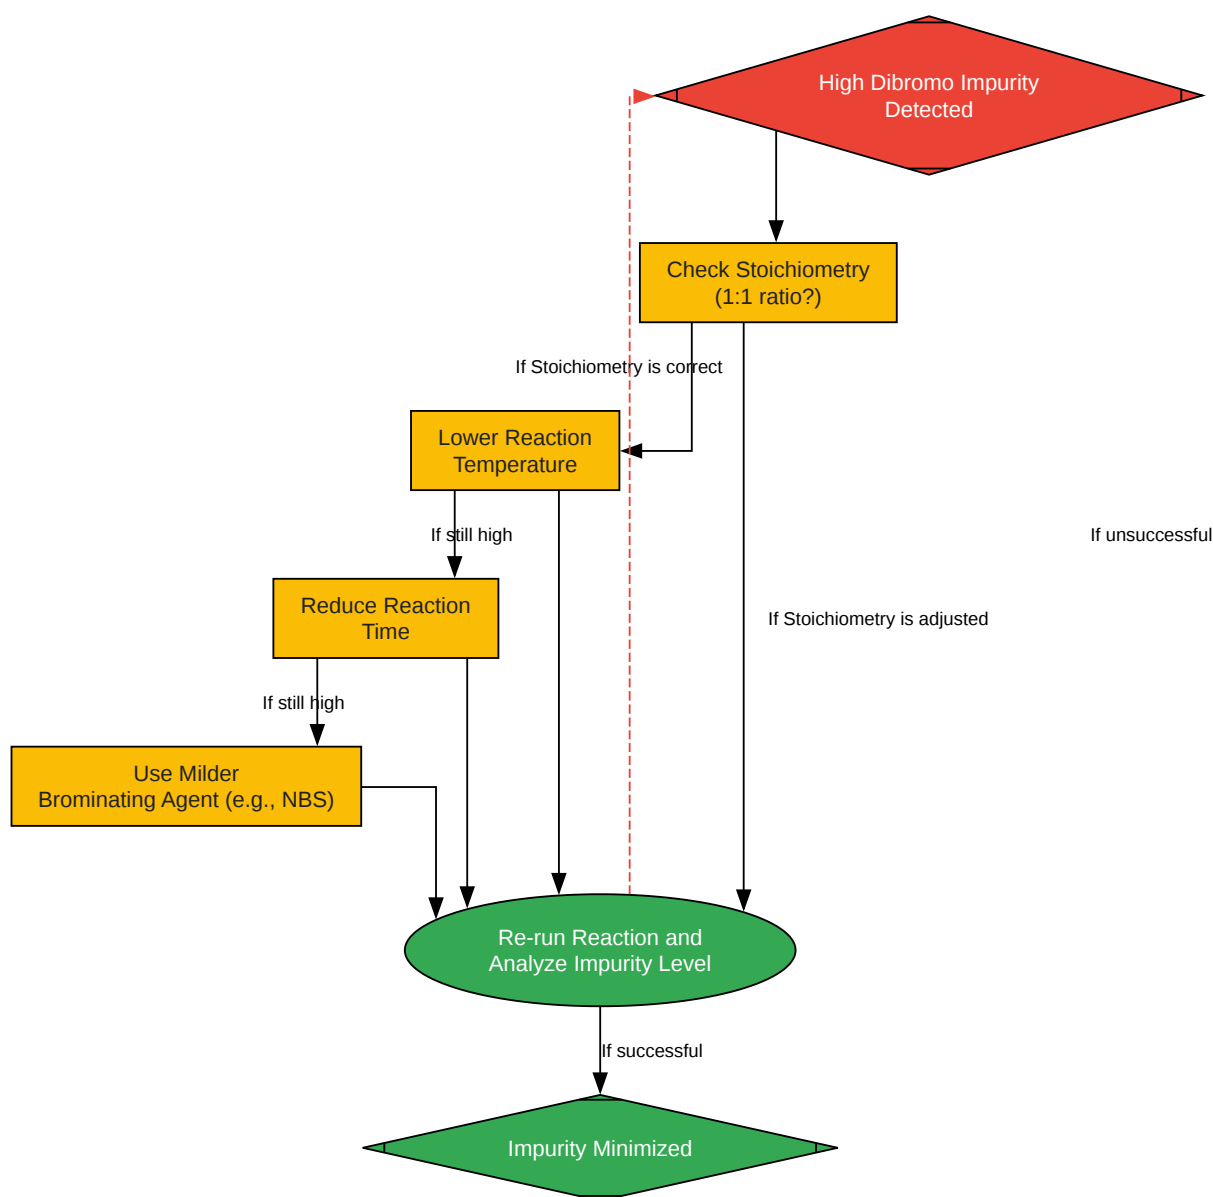 High Dibromo Impurity
Detected
Check Stoichiometry
(1:1 ratio?)
If Stoichiometry is correct
Lower Reaction
Temperature
If still high
If unsuccessful
Reduce Reaction
Time
If Stoichiometry is adjusted
If still high
Use Milder
Brominating Agent (e.g., NBS)
Re-run Reaction and
Analyze Impurity Level
If successful
Impurity Minimized